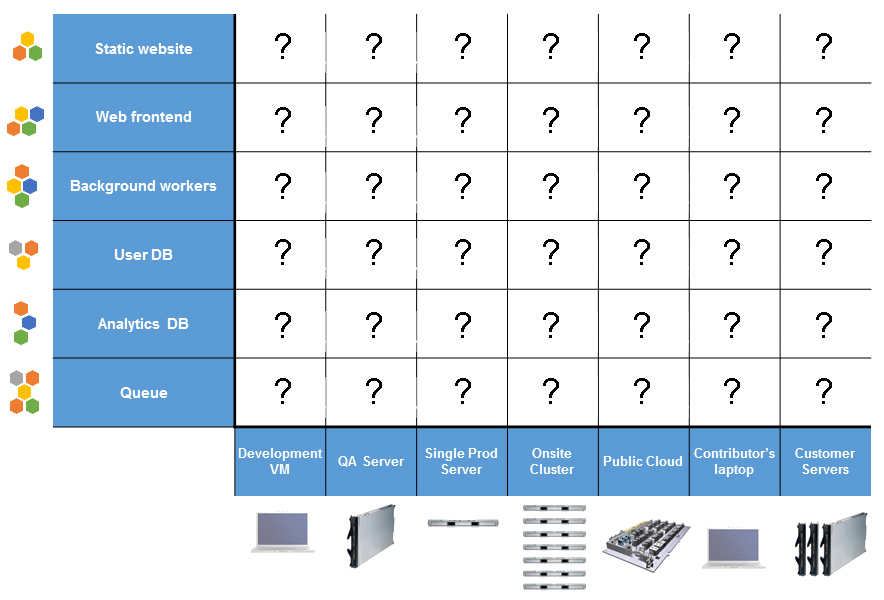 Static website ? ? ? ? ? ? ?
Web frontend ? ? ? ? ? ? ?
Background workers ? ? ? ? ? ? ?
User DB ? ? ? ? ? ? ?
Analytics DB ? ? ? ? ? ? ?
Queue ? ? ? ? ? ? ?
Development
VM
QA Server
Single Prod
Server
Onsite
Cluster
Public Cloud
Contributor’s
laptop
Customer
Servers